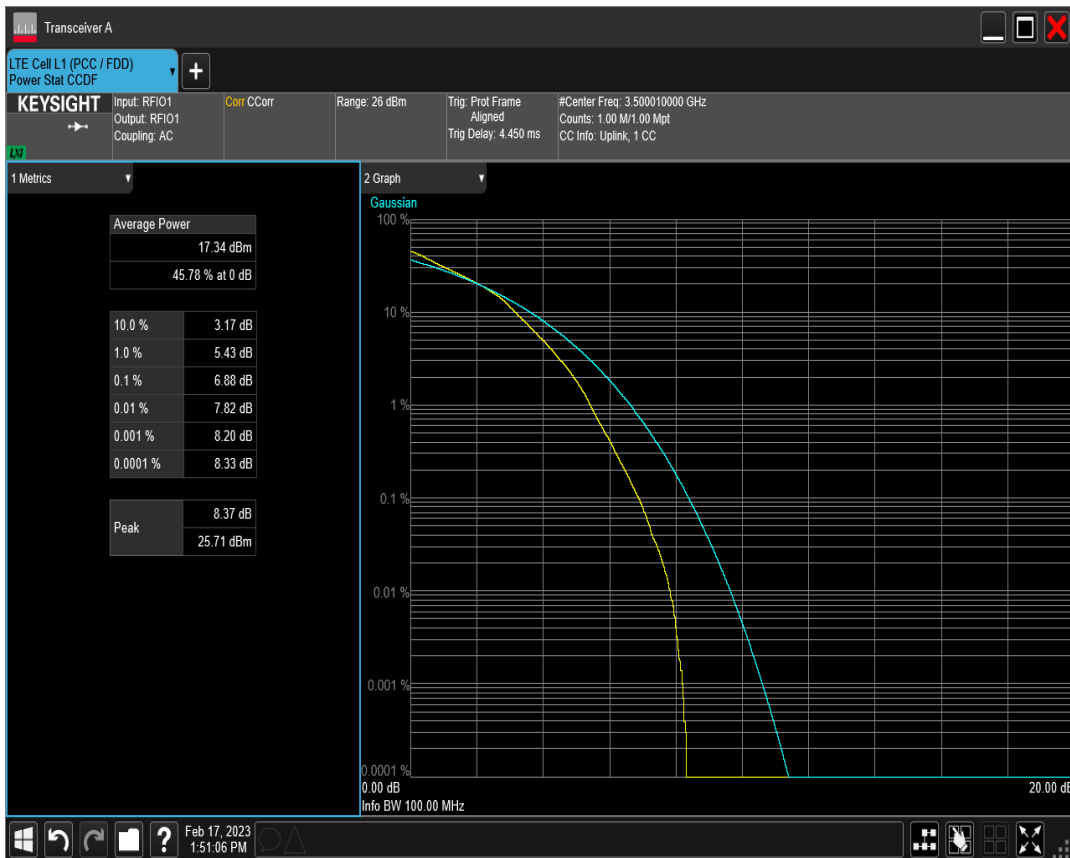 Transceiver A
LTE Cell L1 (PCC / FDD)
Power Stat CCDF
KEYSIGHT
LXI
Input: RFIO1
Output: RFIO1
Coupling: AC
Corr CCorr
Range: 26 dBm
Trig: Prot Frame
Aligned
Trig Delay: 4.450 ms
#Center Freq: 3.500010000 GHz
Counts: 1.00 M/1.00 Mpt
CC Info: Uplink, 1 CC
1 Metrics
Average Power
17.34 dBm
45.78 % at 0 dB
10.0 % 3.17 dB
1.0 % 5.43 dB
0.1 % 6.88 dB
0.01 % 7.82 dB
0.001 % 8.20 dB
0.0001 % 8.33 dB
Peak
8.37 dB
25.71 dBm
2 Graph
Gaussian
100 %
10 %
1 %
0.1 %
0.01 %
0.001 %
0.0001 %
0.00 dB 20.00 dB
Info BW 100.00 MHz
?
Feb 17, 2023
1:51:06 PM